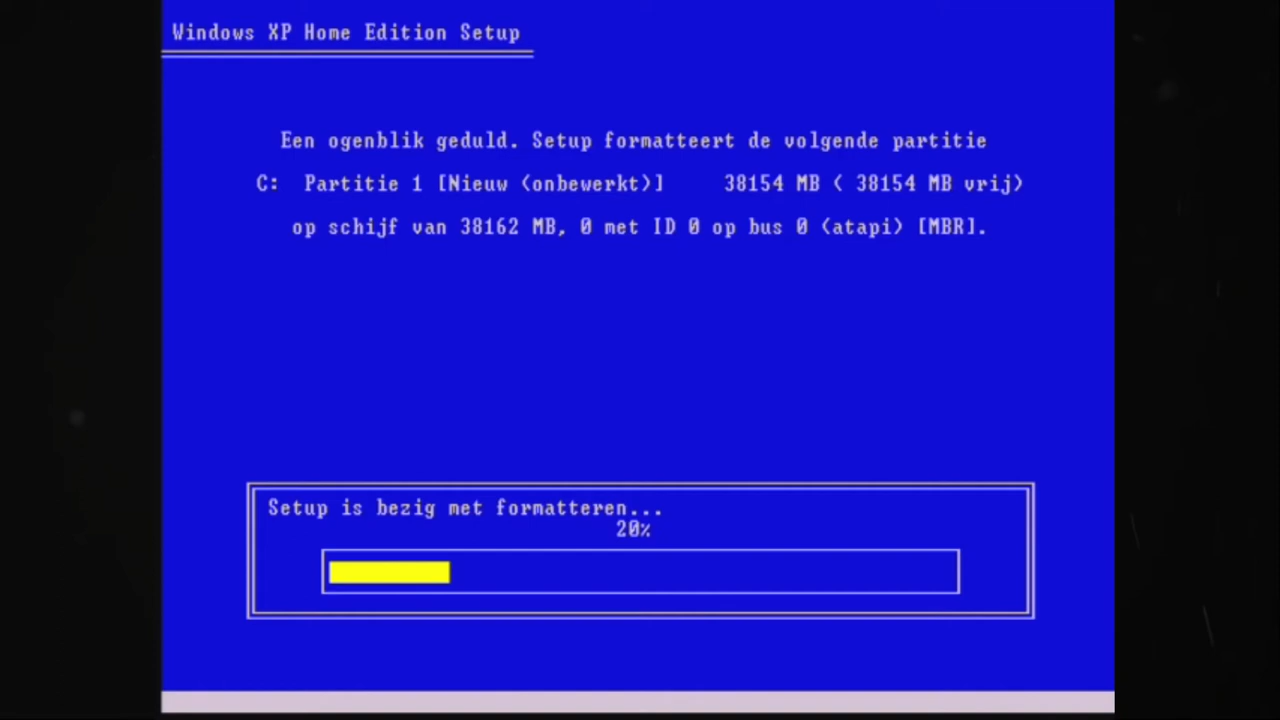 Windows XP Home Edition Setup
Een ogenblik geduld. Setup formatteert de volgende partitie
C: Partitie 1 [Nieuw (onbewerkt)] 38154 MB ( 38154 MB vrij)
op schijf van 38162 MB, 0 met ID 0 op bus 0 (atapi) [MBR].
Setup is bezig met formatteren...
20%